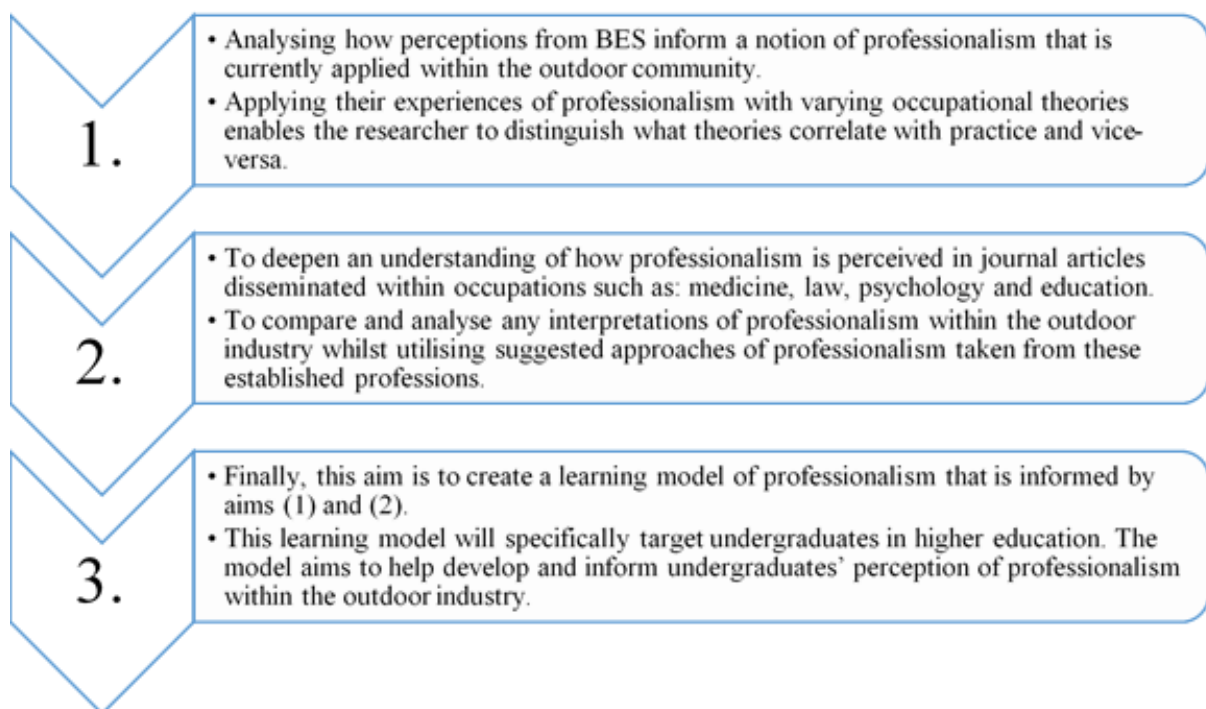 1.
• Analysing how perceptions from BES inform a notion of professionalism that is
currently applied within the outdoor community.
• Applying their experiences of professionalism with varying occupational theories
enables the researcher to distinguish what theories correlate with practice and vice-
versa.
2.
• To deepen an understanding of how professionalism is perceived in journal articles
disseminated within occupations such as: medicine, law, psychology and education.
• To compare and analyse any interpretations of professionalism within the outdoor
industry whilst utilising suggested approaches of professionalism taken from these
established professions.
3.
• Finally, this aim is to create a learning model of professionalism that is informed by
aims (1) and (2).
• This learning model will specifically target undergraduates in higher education. The
model aims to help develop and inform undergraduates’ perception of professionalism
within the outdoor industry.